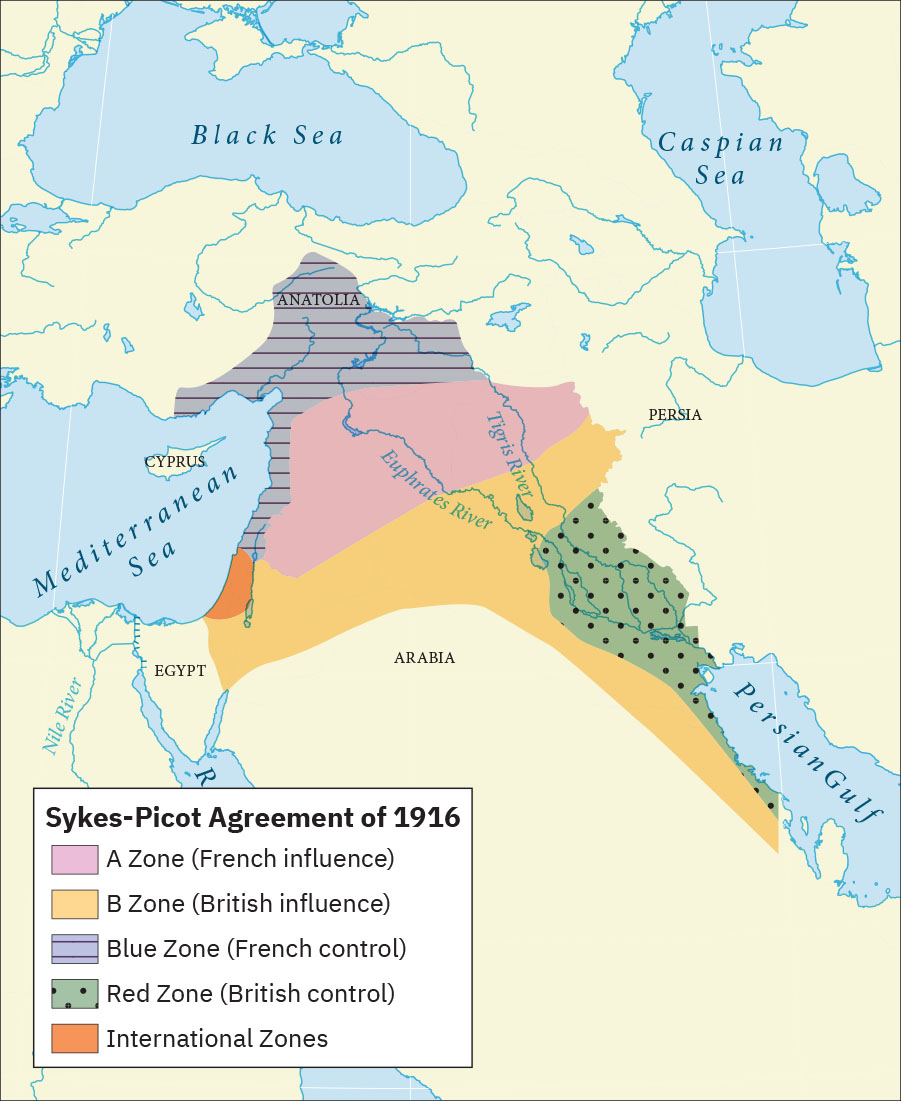 Black Sea
Caspian
Sea
ANATOLIA
PERSIA
CYPRUS
Tigris River
Euphrates River
Mediterranean
Sea
ARABIA
EGYPT
Nile River
Persian Gulf
R
Sykes-Picot Agreement of 1916
A Zone (French influence)
B Zone (British influence)
Blue Zone (French control)
Red Zone (British control)
International Zones